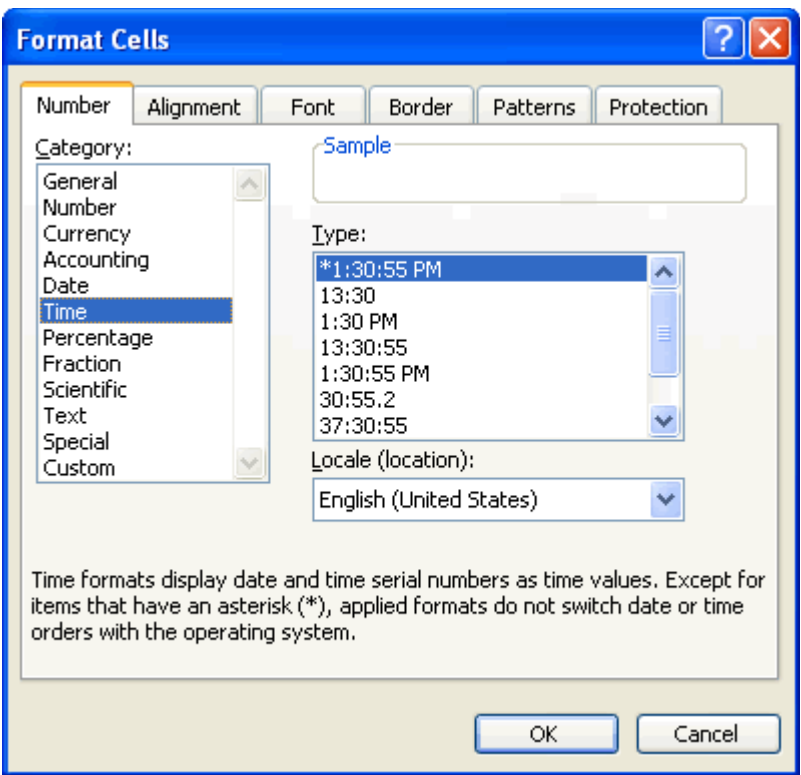 Format Cells
?
Number Alignment Font Border Patterns Protection
Category:
General
Number
Currency
Accounting
Date
Time
Percentage
Fraction
Scientific
Text
Special
Custom
Sample
Type:
*1:30:55 PM
13:30
1:30 PM
13:30:55
1:30:55 PM
30:55.2
37:30:55
Locale (location):
English (United States)
Time formats display date and time serial numbers as time values. Except for
items that have an asterisk (*), applied formats do not switch date or time
orders with the operating system.
OK Cancel